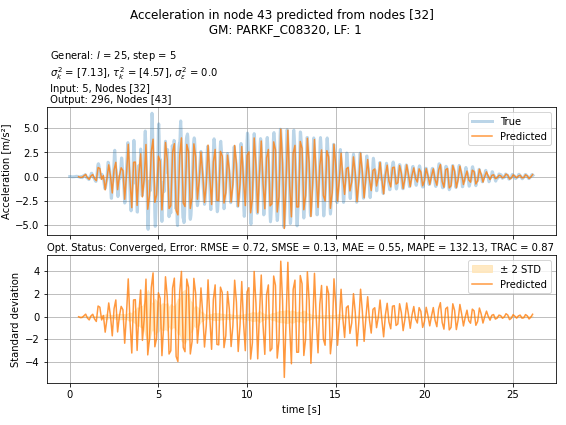 Acceleration in node 43 predicted from nodes [32]
GM: PARKF_C08320, LF: 1
General: l = 25, step = 5
σ²ₖ = [7.13], τ²ₖ = [4.57], σ²ε = 0.0
Input: 5, Nodes [32]
Output: 296, Nodes [43]
Acceleration [m/s²]
5.0
2.5
0.0
−2.5
−5.0
True
Predicted
Opt. Status: Converged, Error: RMSE = 0.72, SMSE = 0.13, MAE = 0.55, MAPE = 132.13, TRAC = 0.87
Standard deviation
4
2
0
−2
−4
± 2 STD
Predicted
0
5
10
15
20
25
time [s]